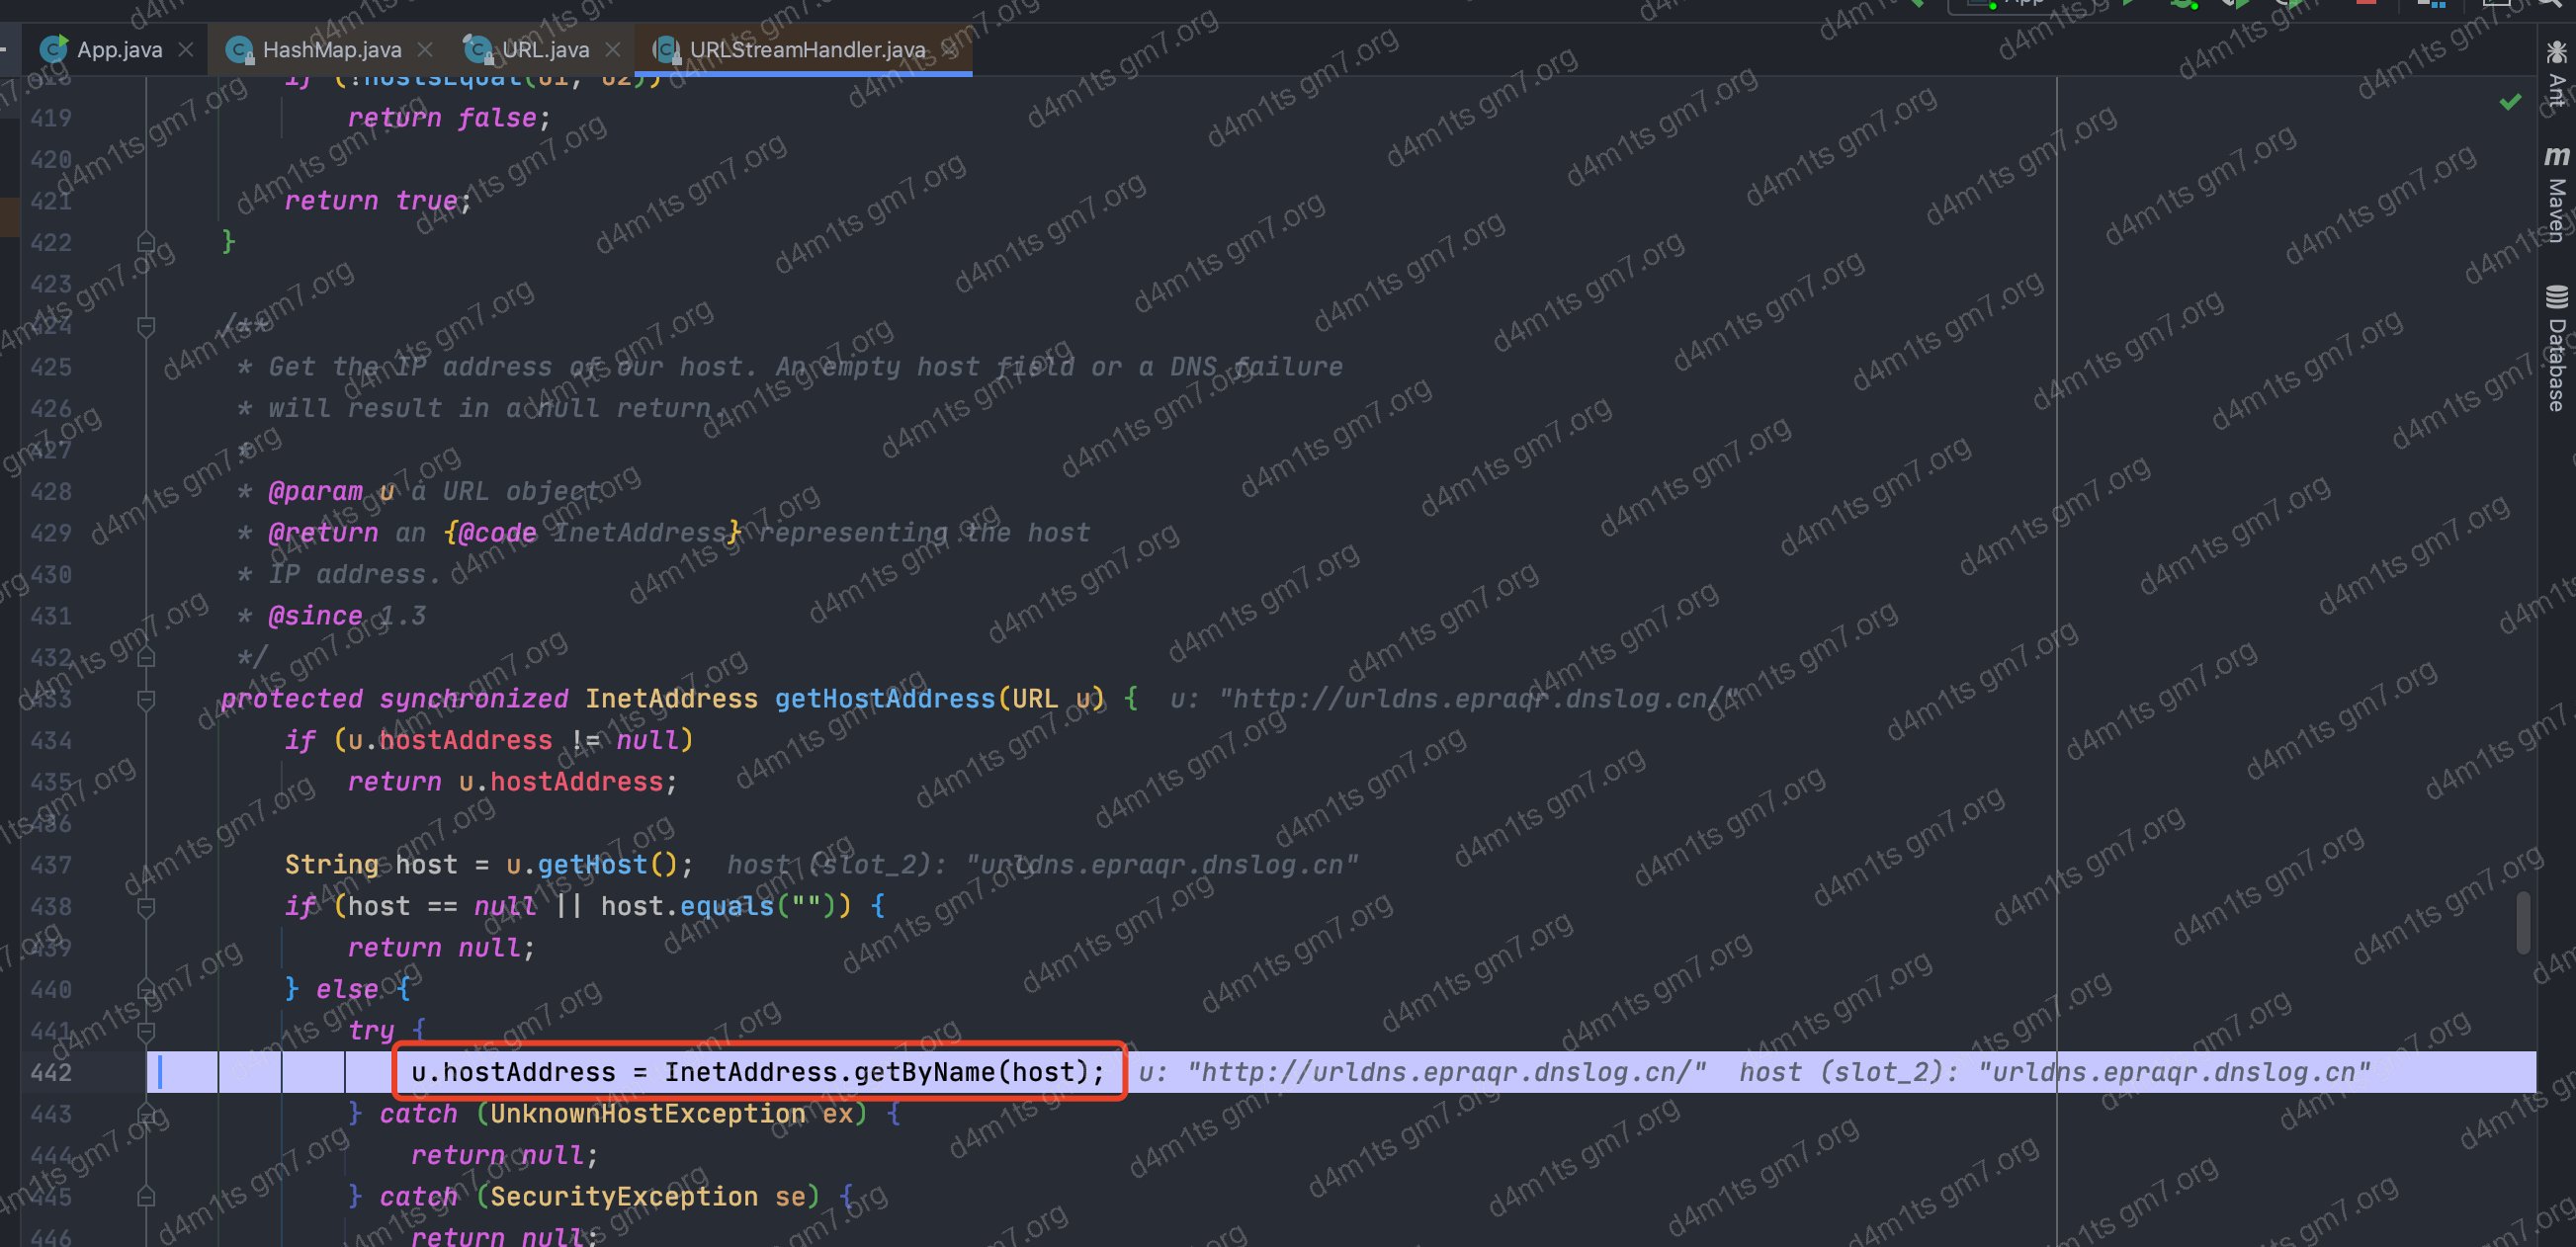 App.java
HashMap.java
URL.java
URLStreamHandler.java
418 if (!hostsEqual(u1, u2))
419 return false;
420
421 return true;
422 }
423
424 /**
425 * Get the IP address of our host. An empty host field or a DNS failure
426 * will result in a null return.
427 *
428 * @param u a URL object
429 * @return an {@code InetAddress} representing the host
430 * IP address.
431 * @since 1.3
432 */
433 protected synchronized InetAddress getHostAddress(URL u) { u: "http://urldns.epraqr.dnslog.cn/"
434 if (u.hostAddress != null)
435 return u.hostAddress;
436
437 String host = u.getHost(); host (slot_2): "urldns.epraqr.dnslog.cn"
438 if (host == null || host.equals("")) {
439 return null;
440 } else {
441 try {
442 u.hostAddress = InetAddress.getByName(host); u: "http://urldns.epraqr.dnslog.cn/" host (slot_2): "urldns.epraqr.dnslog.cn"
443 } catch (UnknownHostException ex) {
444 return null;
445 } catch (SecurityException se) {
446 return null;
Ant
m Maven
Database
d4m1ts gm7.org